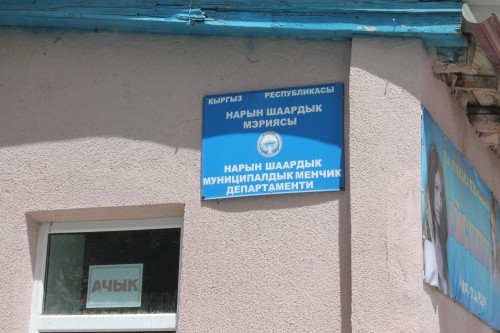 КЫРГЫЗ РЕСПУБЛИКАСЫ
НАРЫН ШААРДЫК
МЭРИЯСЫ
НАРЫН ШААРДЫК
МУНИЦИПАЛДЫК МЕНЧИК
ДЕПАРТАМЕНТИ
АЧЫК